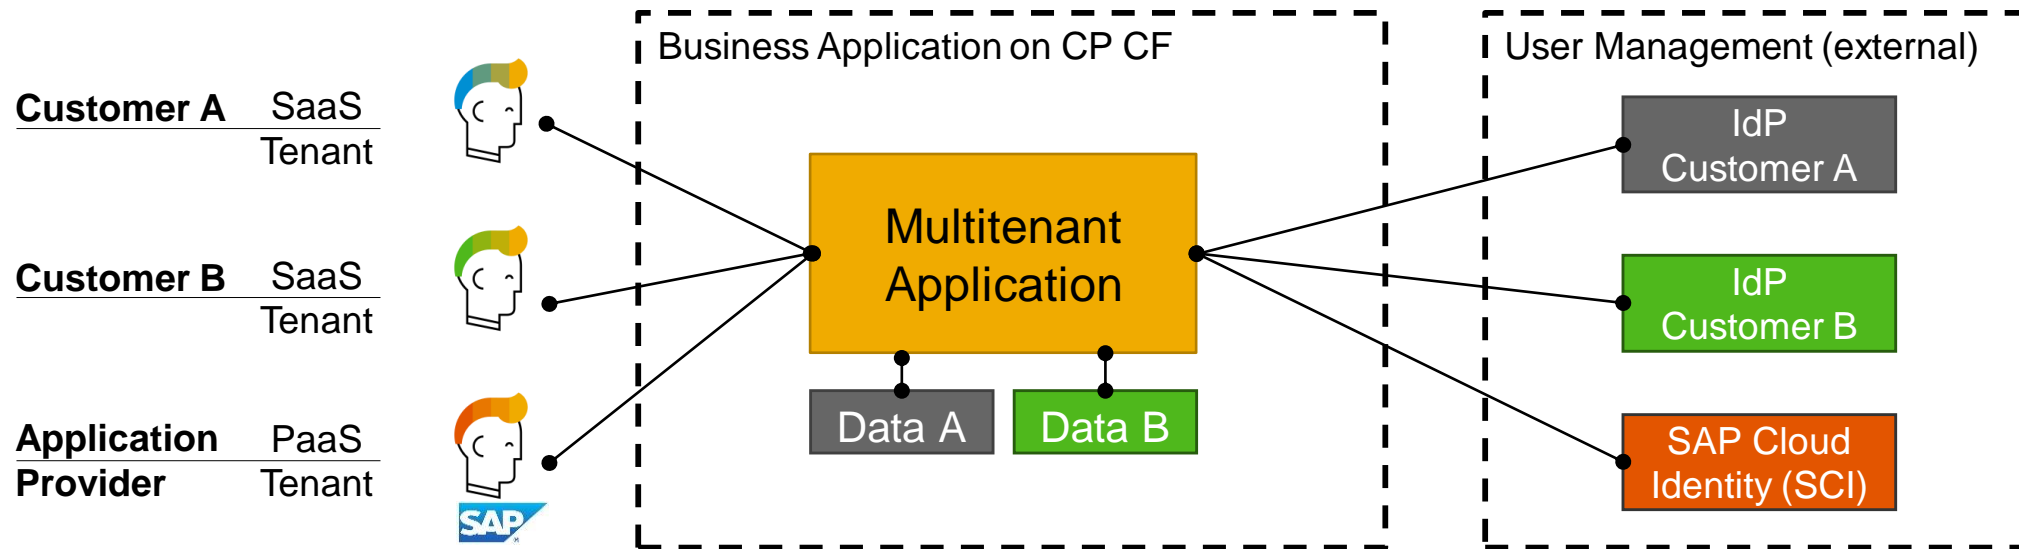 Business Application on CP CF
User Management (external)
Customer A SaaS
Tenant
Customer B SaaS
Tenant
Application PaaS
Provider Tenant
SAP
Multitenant
Application
Data A
Data B
IdP
Customer A
IdP
Customer B
SAP Cloud
Identity (SCI)